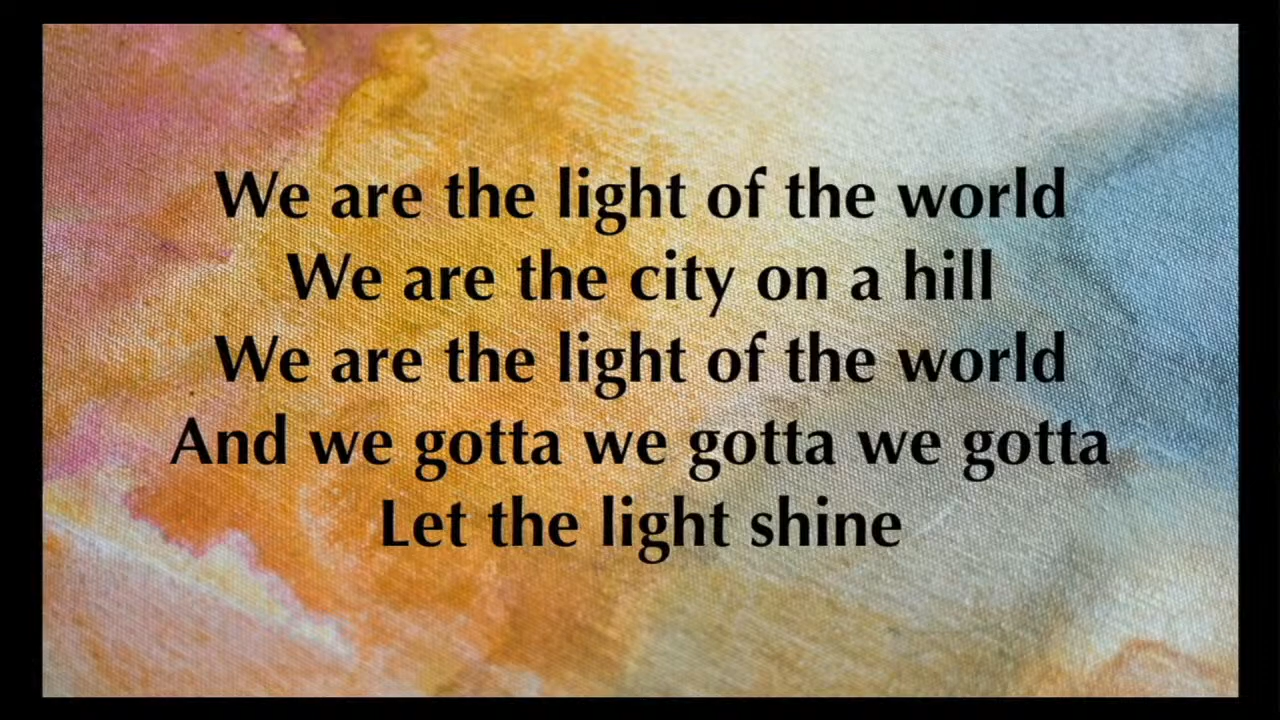 We are the light of the world
We are the city on a hill
We are the light of the world
And we gotta we gotta we gotta
Let the light shine